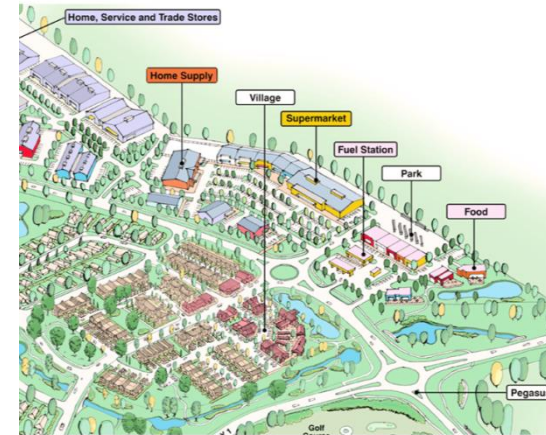 Home, Service and Trade Stores
Home Supply
Village
Supermarket
Fuel Station
Park
Food
Pegasu
Golf